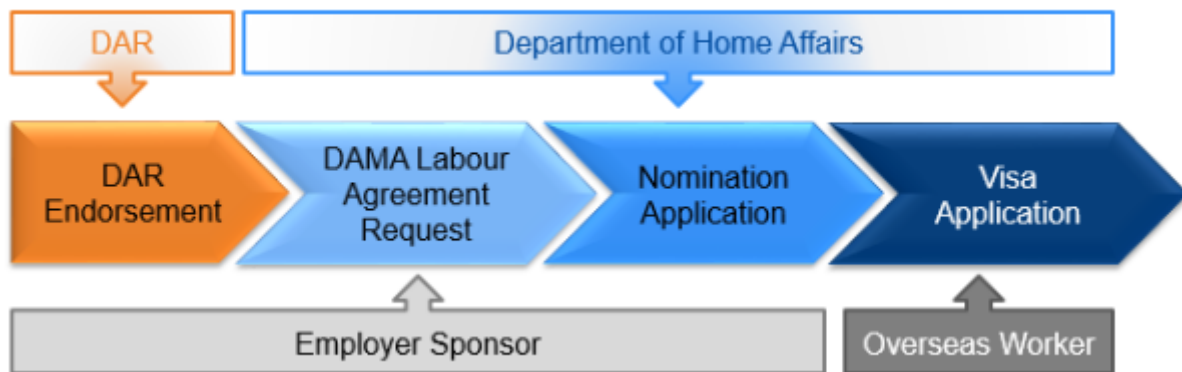 DAR
Department of Home Affairs
DAR
Endorsement
DAMA Labour
Agreement
Request
Nomination
Application
Visa
Application
Employer Sponsor
Overseas Worker